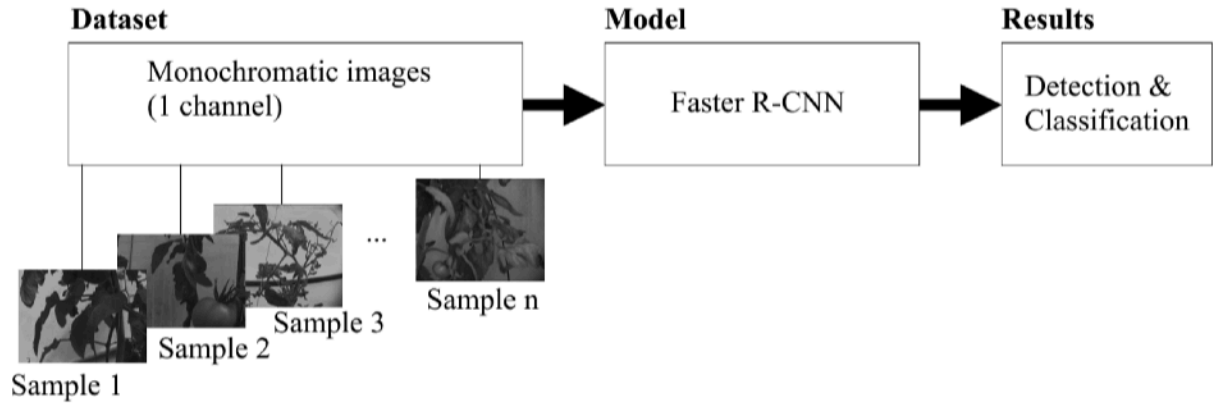 Dataset
Model
Results
Monochromatic images
(1 channel)
Faster R-CNN
Detection &
Classification
...
Sample 1
Sample 2
Sample 3
Sample n